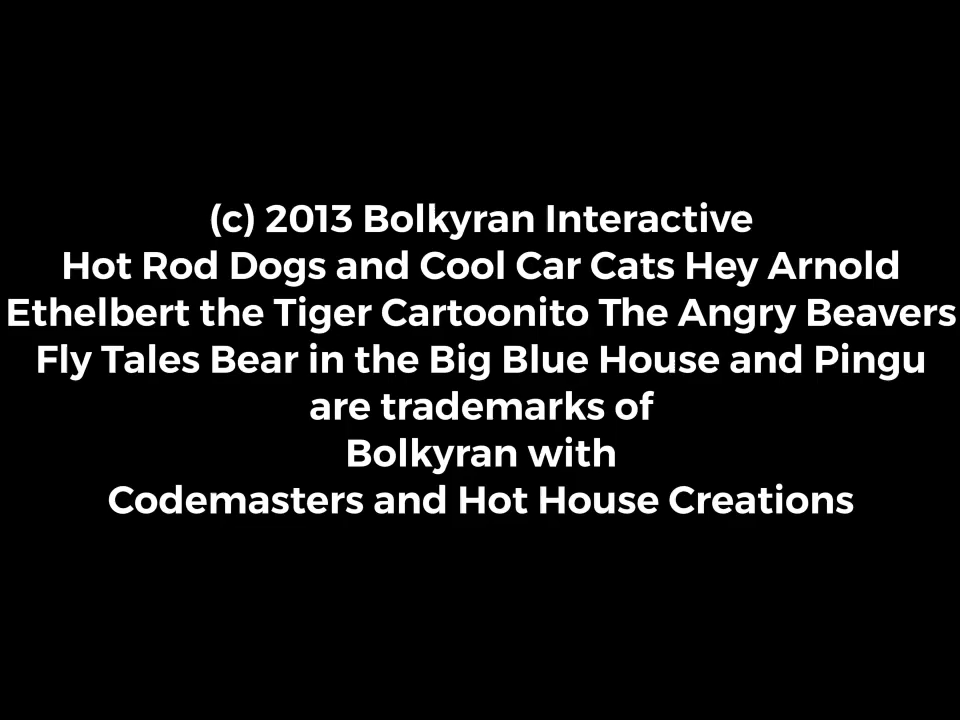 (c) 2013 Bolkyran Interactive
Hot Rod Dogs and Cool Car Cats Hey Arnold
Ethelbert the Tiger Cartoonito The Angry Beavers
Fly Tales Bear in the Big Blue House and Pingu
are trademarks of
Bolkyran with
Codemasters and Hot House Creations